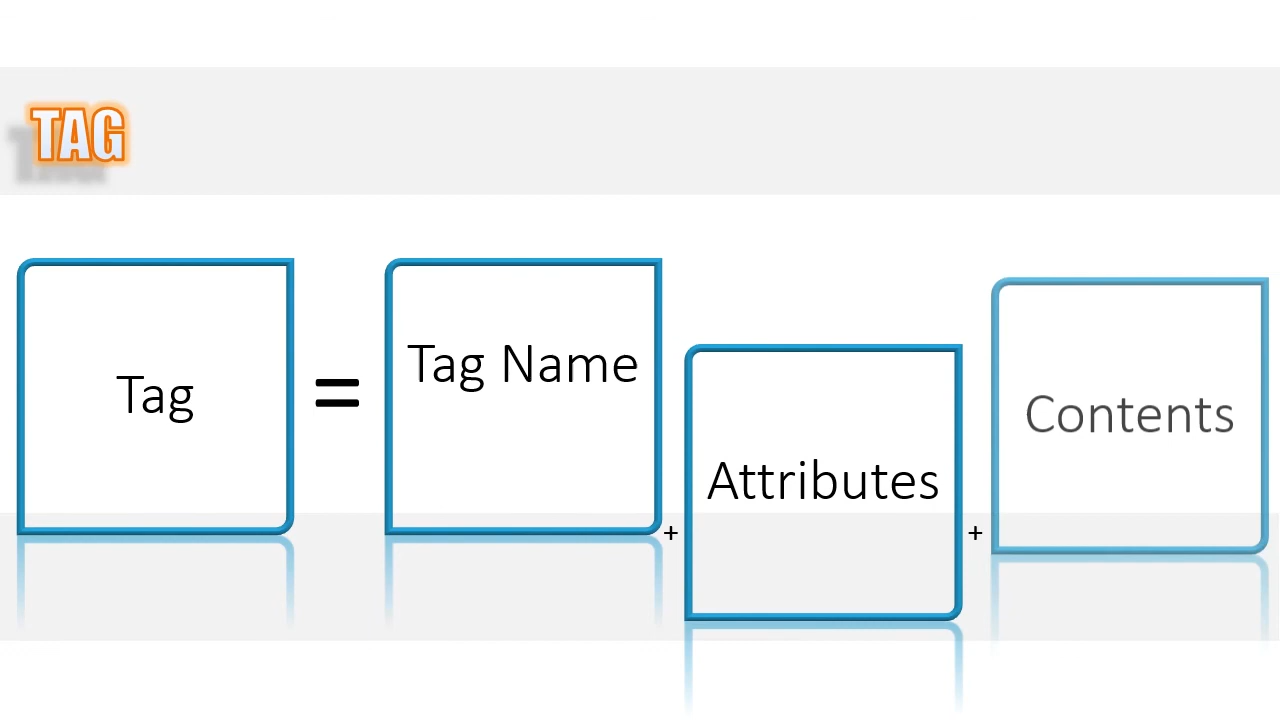 TAG
Tag
=
Tag Name
+
Attributes
+
Contents